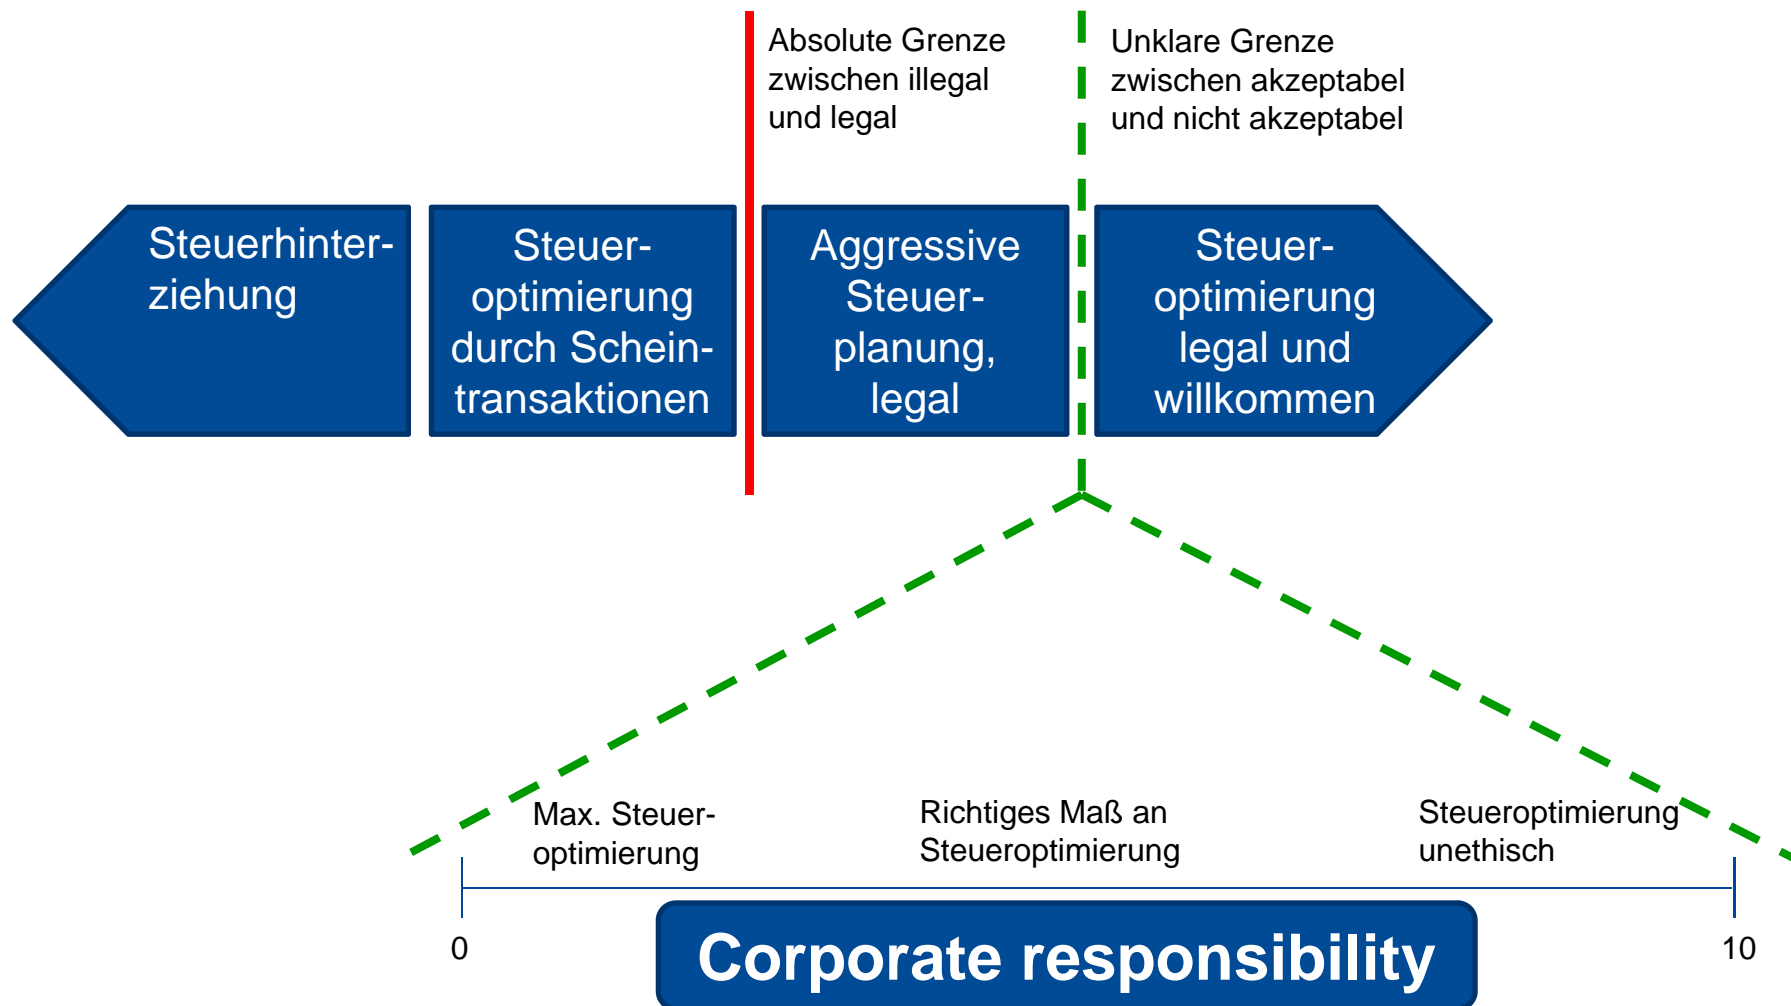 Absolute Grenze
zwischen illegal
und legal
Unklare Grenze
zwischen akzeptabel
und nicht akzeptabel
Steuerhinter-
ziehung
Steuer-
optimierung
durch Schein-
transaktionen
Aggressive
Steuer-
planung,
legal
Steuer-
optimierung
legal und
willkommen
Max. Steuer-
optimierung
Richtiges Maß an
Steueroptimierung
Steueroptimierung
unethisch
0
10
Corporate responsibility